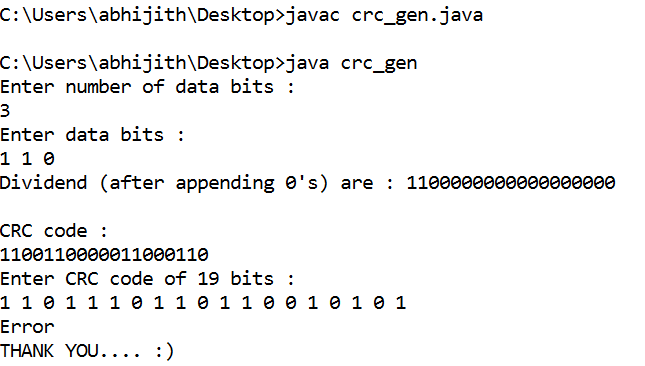 C:\Users\abhijith\Desktop>javac crc_gen.java
C:\Users\abhijith\Desktop>java crc_gen
Enter number of data bits :
3
Enter data bits :
1 1 0
Dividend (after appending 0's) are : 1100000000000000000
CRC code :
1100110000011000110
Enter CRC code of 19 bits :
1 1 0 1 1 1 0 1 1 0 1 1 0 0 1 0 1 0 1
Error
THANK YOU.... :)